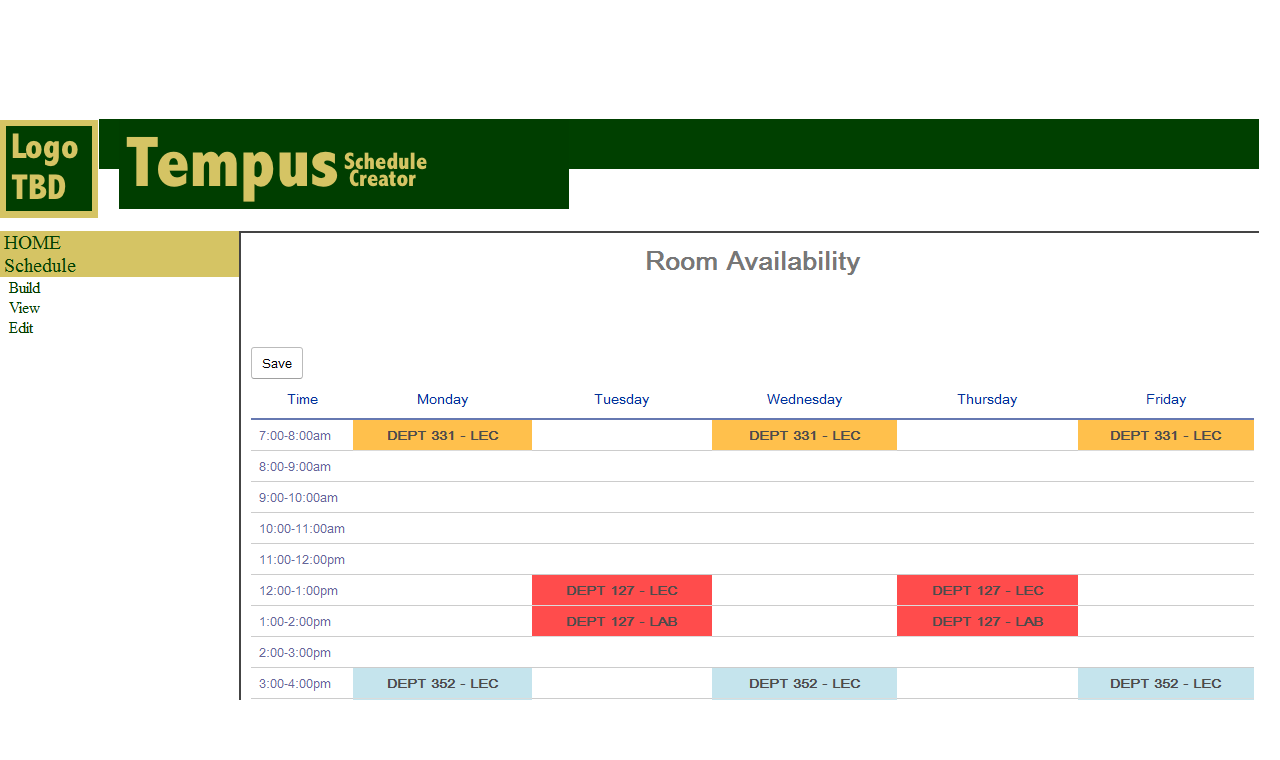 Logo
TBD
Tempus Schedule
Creator
HOME
Schedule
Build
View
Edit
Room Availability
Save
Time Monday Tuesday Wednesday Thursday Friday
7:00-8:00am DEPT 331 - LEC DEPT 331 - LEC DEPT 331 - LEC
8:00-9:00am
9:00-10:00am
10:00-11:00am
11:00-12:00pm
12:00-1:00pm DEPT 127 - LEC DEPT 127 - LEC
1:00-2:00pm DEPT 127 - LAB DEPT 127 - LAB
2:00-3:00pm
3:00-4:00pm DEPT 352 - LEC DEPT 352 - LEC DEPT 352 - LEC